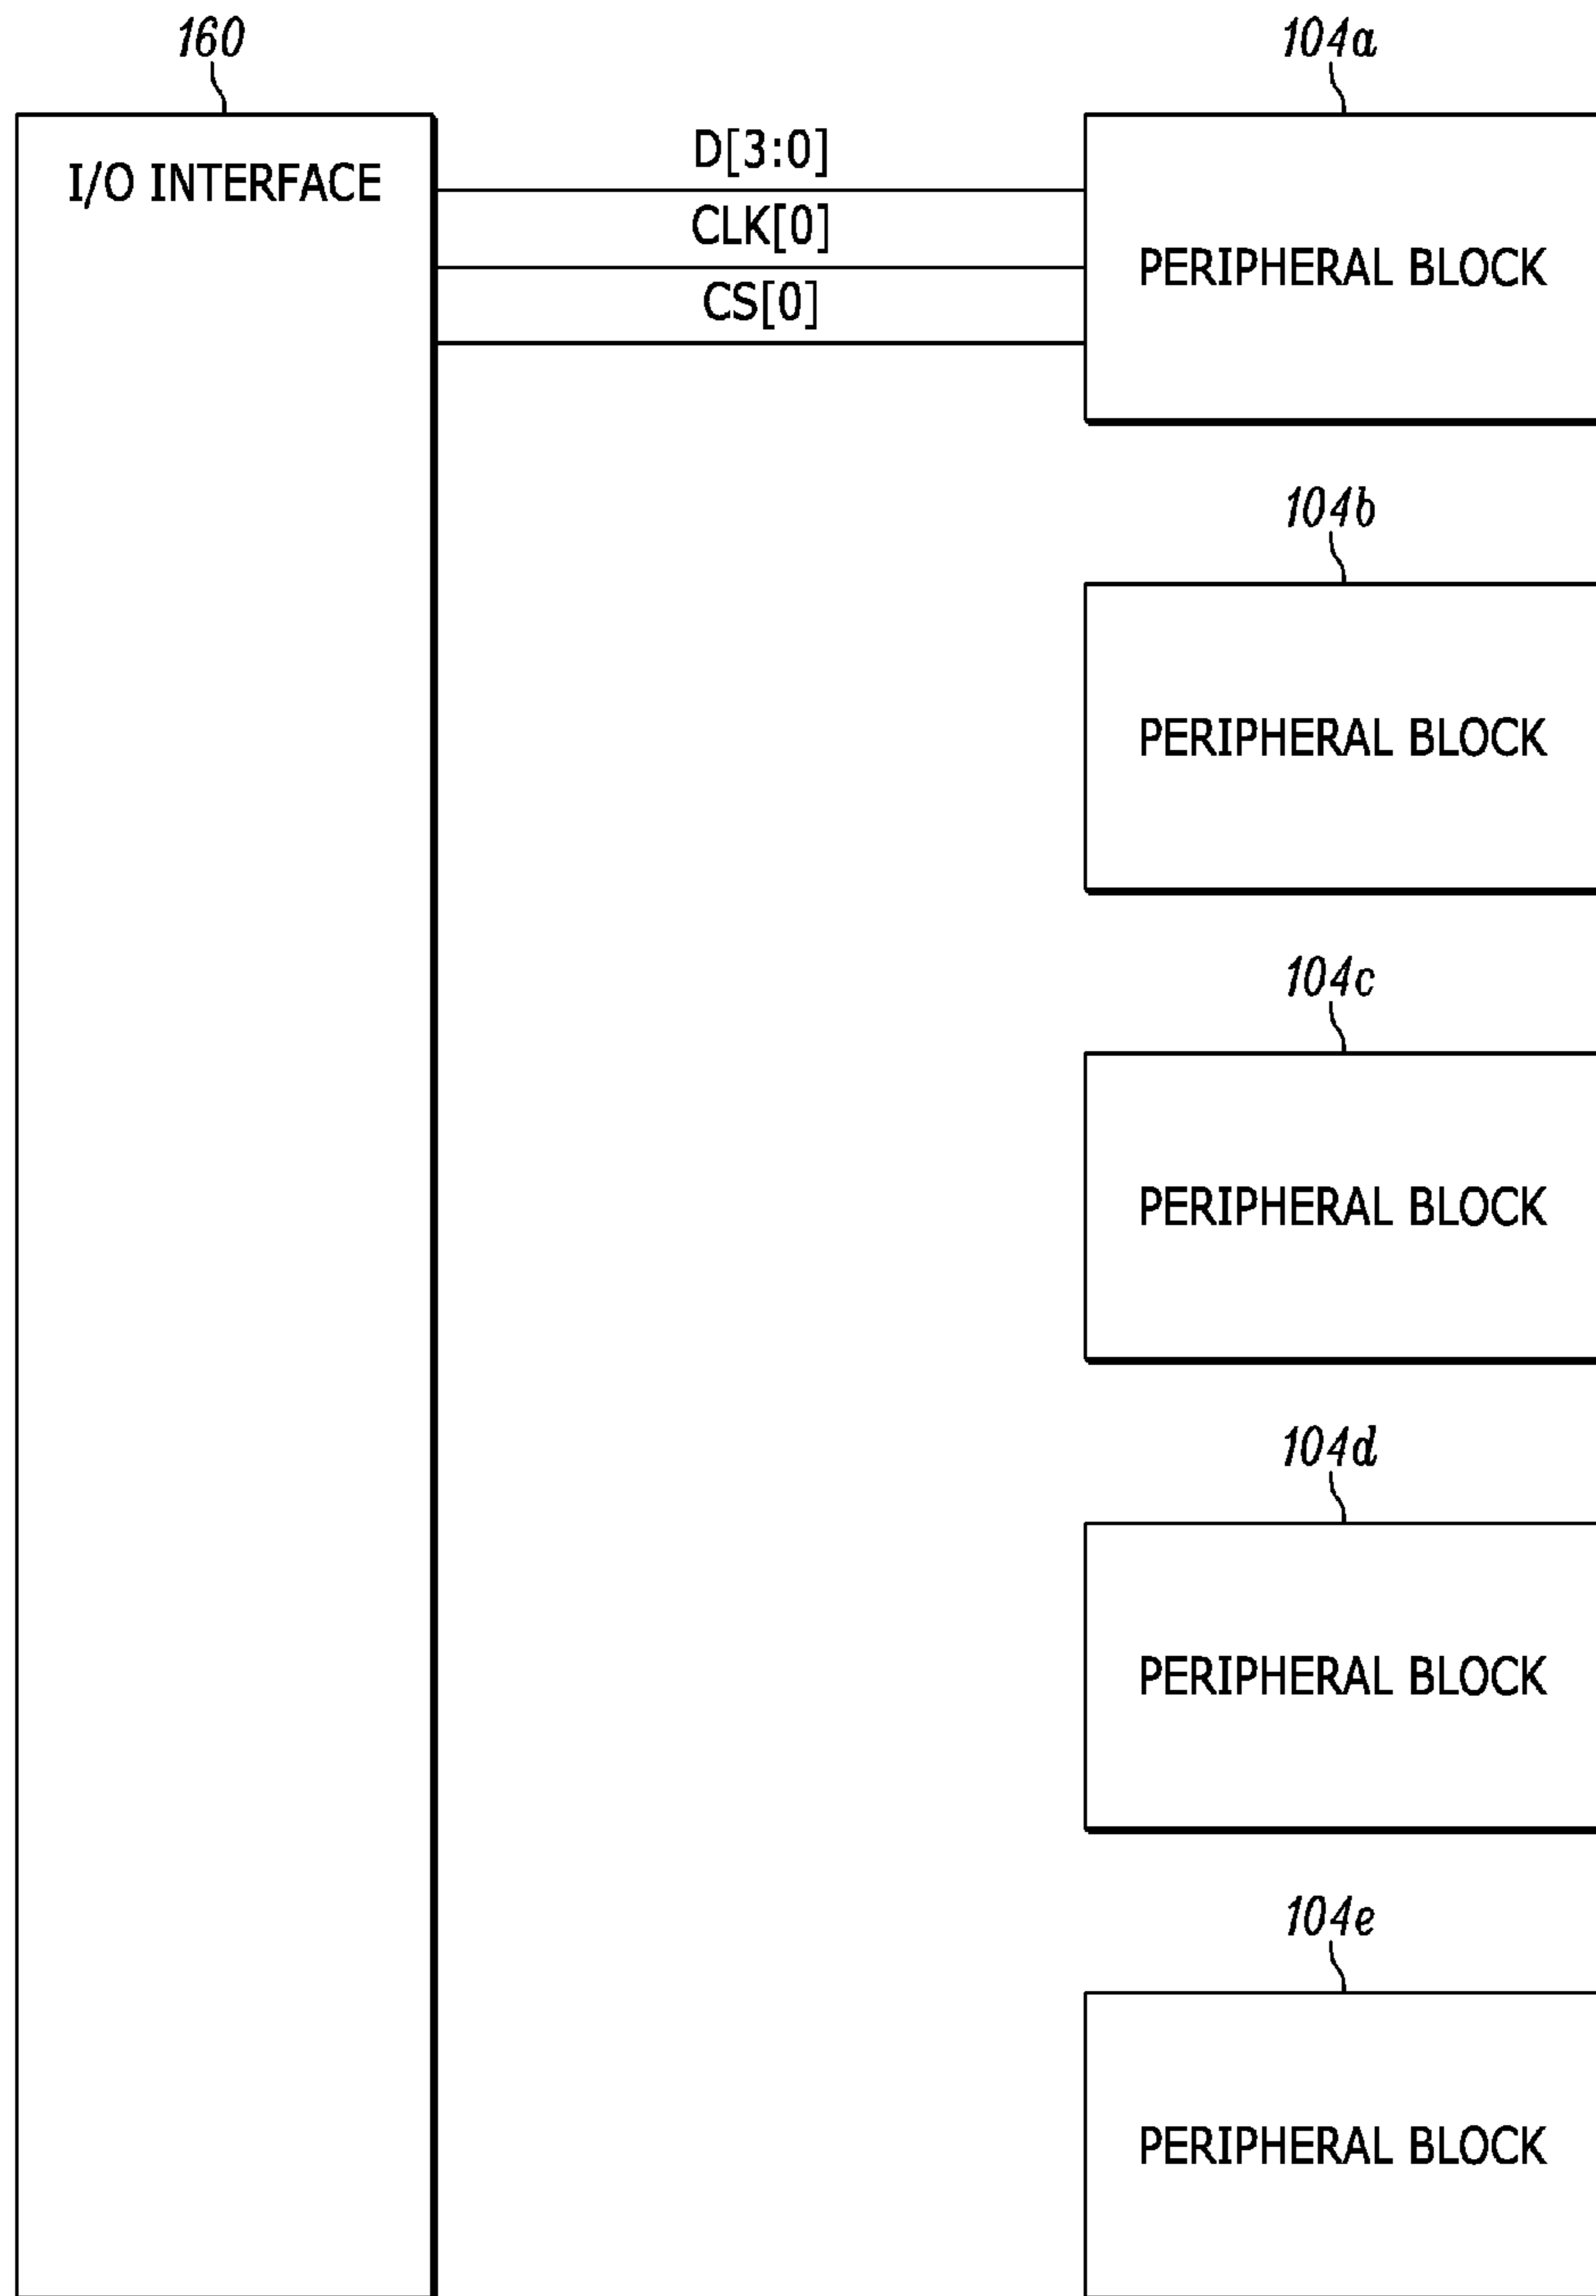 160
I/O INTERFACE
D[3:0]
CLK[0]
CS[0]
104a
PERIPHERAL BLOCK
104b
PERIPHERAL BLOCK
104c
PERIPHERAL BLOCK
104d
PERIPHERAL BLOCK
104e
PERIPHERAL BLOCK